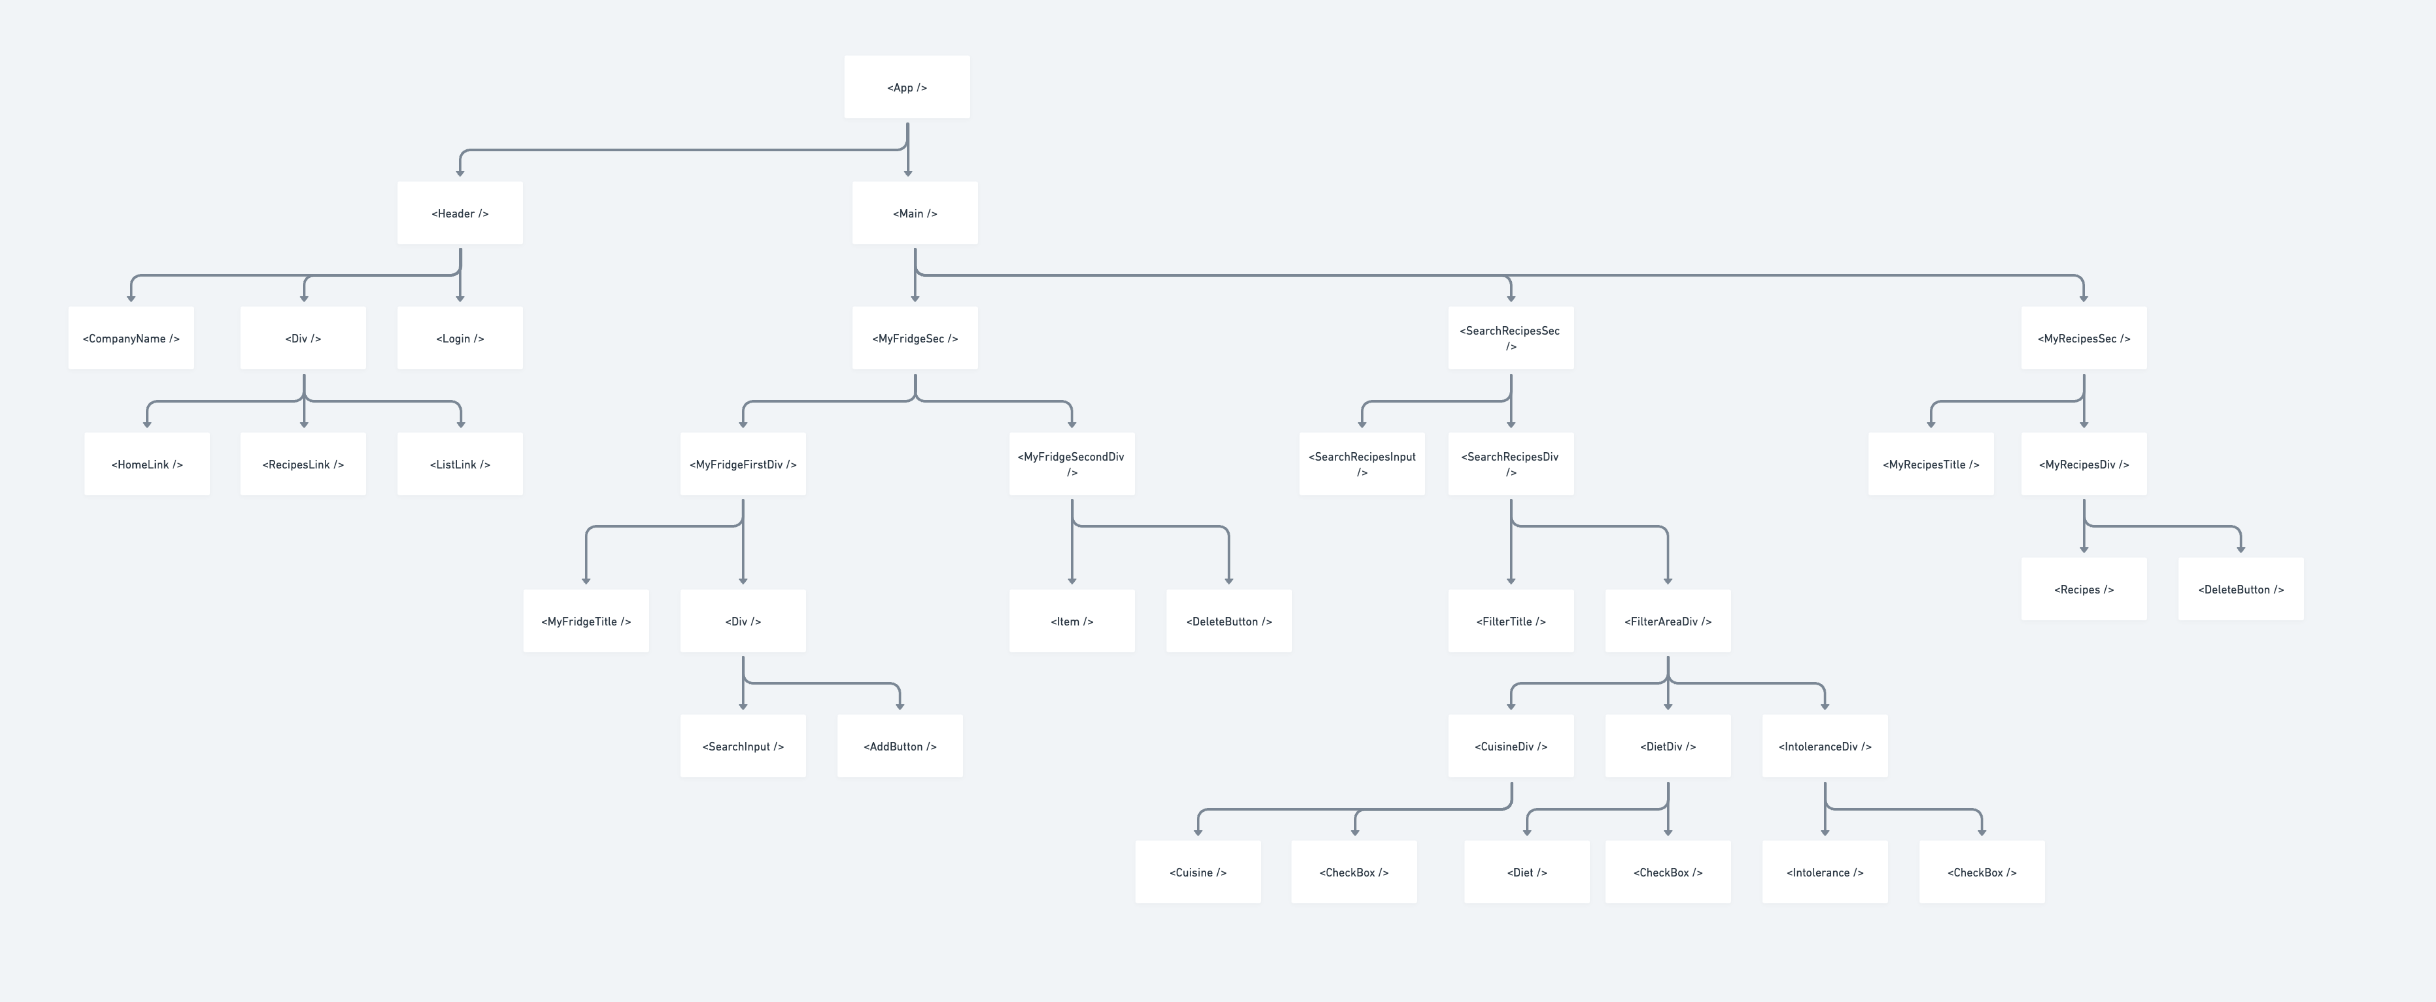 <App />
<Header />
<Main />
<CompanyName />
<Div />
<Login />
<MyFridgeSec />
<SearchRecipesSec
/>
<MyRecipesSec />
<HomeLink />
<RecipesLink />
<ListLink />
<MyFridgeFirstDiv />
<MyFridgeSecondDiv
/>
<SearchRecipesInput
/>
<SearchRecipesDiv
/>
<MyRecipesTitle />
<MyRecipesDiv />
<MyFridgeTitle />
<Div />
<Item />
<DeleteButton />
<FilterTitle />
<FilterAreaDiv />
<Recipes />
<DeleteButton />
<SearchInput />
<AddButton />
<CuisineDiv />
<DietDiv />
<IntoleranceDiv />
<Cuisine />
<CheckBox />
<Diet />
<CheckBox />
<Intolerance />
<CheckBox />